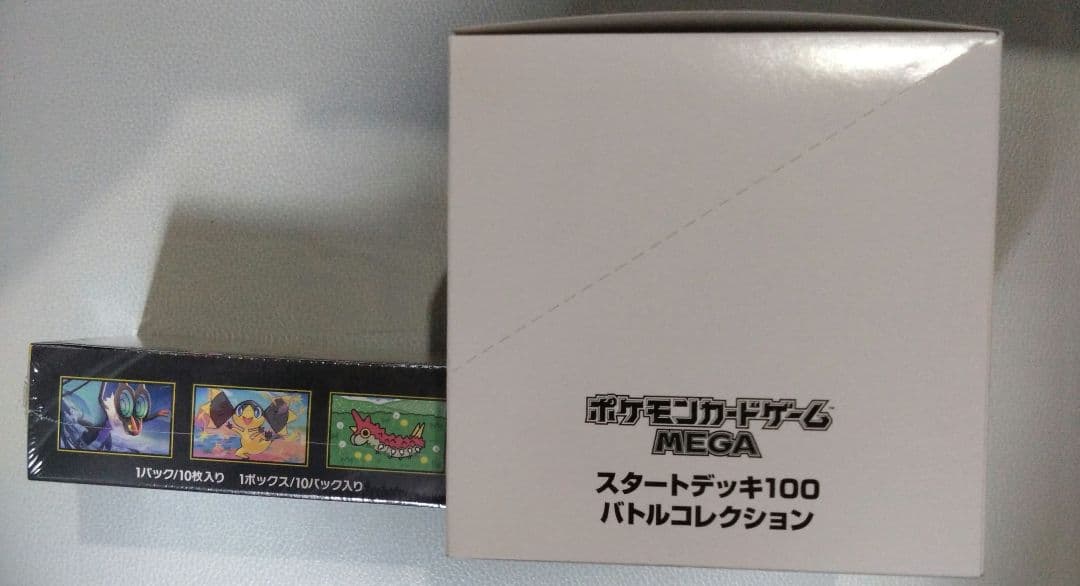 ポケモンカードゲーム™
MEGA
スタートデッキ100
バトルコレクション
1パック/10枚入り 1ボックス/10パック入り